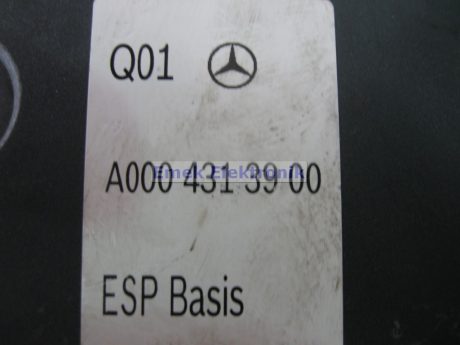 Q01
A000 431 39 00
Emek Elektronik
ESP Basis